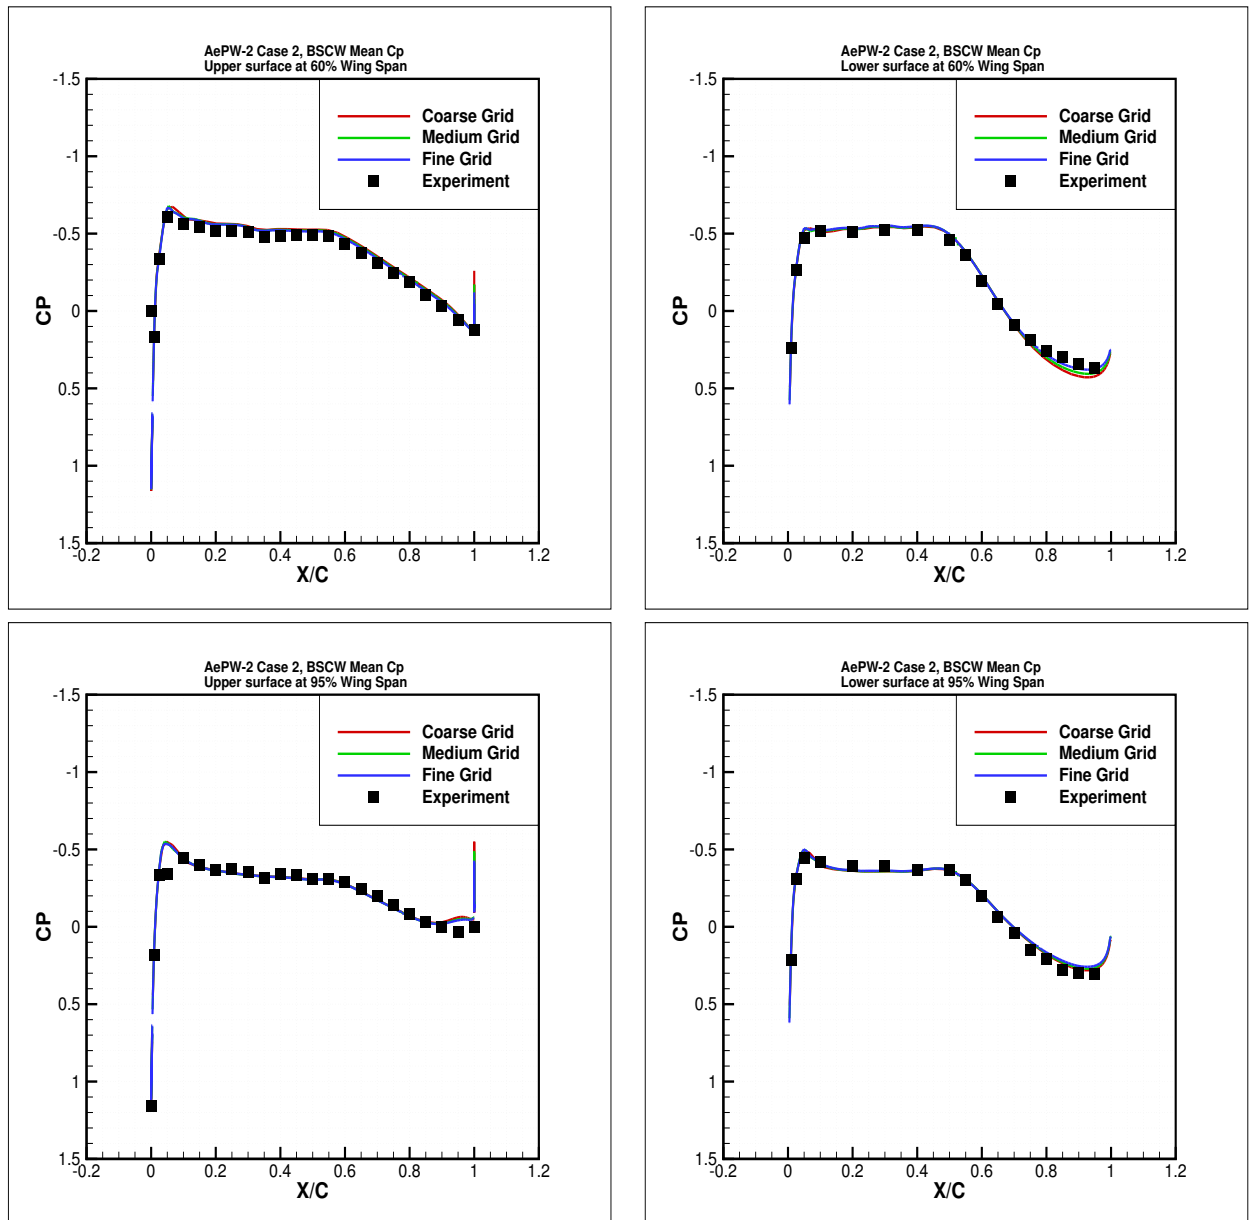 AePW-2 Case 2, BSCW Mean Cp
Upper surface at 60% Wing Span
-1.5
-1
-0.5
0
0.5
1
1.5
CP
Coarse Grid
Medium Grid
Fine Grid
Experiment
-0.2 0 0.2 0.4 0.6 0.8 1 1.2
X/C
AePW-2 Case 2, BSCW Mean Cp
Lower surface at 60% Wing Span
-1.5
-1
-0.5
0
0.5
1
1.5
CP
Coarse Grid
Medium Grid
Fine Grid
Experiment
-0.2 0 0.2 0.4 0.6 0.8 1 1.2
X/C
AePW-2 Case 2, BSCW Mean Cp
Upper surface at 95% Wing Span
-1.5
-1
-0.5
0
0.5
1
1.5
CP
Coarse Grid
Medium Grid
Fine Grid
Experiment
-0.2 0 0.2 0.4 0.6 0.8 1 1.2
X/C
AePW-2 Case 2, BSCW Mean Cp
Lower surface at 95% Wing Span
-1.5
-1
-0.5
0
0.5
1
1.5
CP
Coarse Grid
Medium Grid
Fine Grid
Experiment
-0.2 0 0.2 0.4 0.6 0.8 1 1.2
X/C